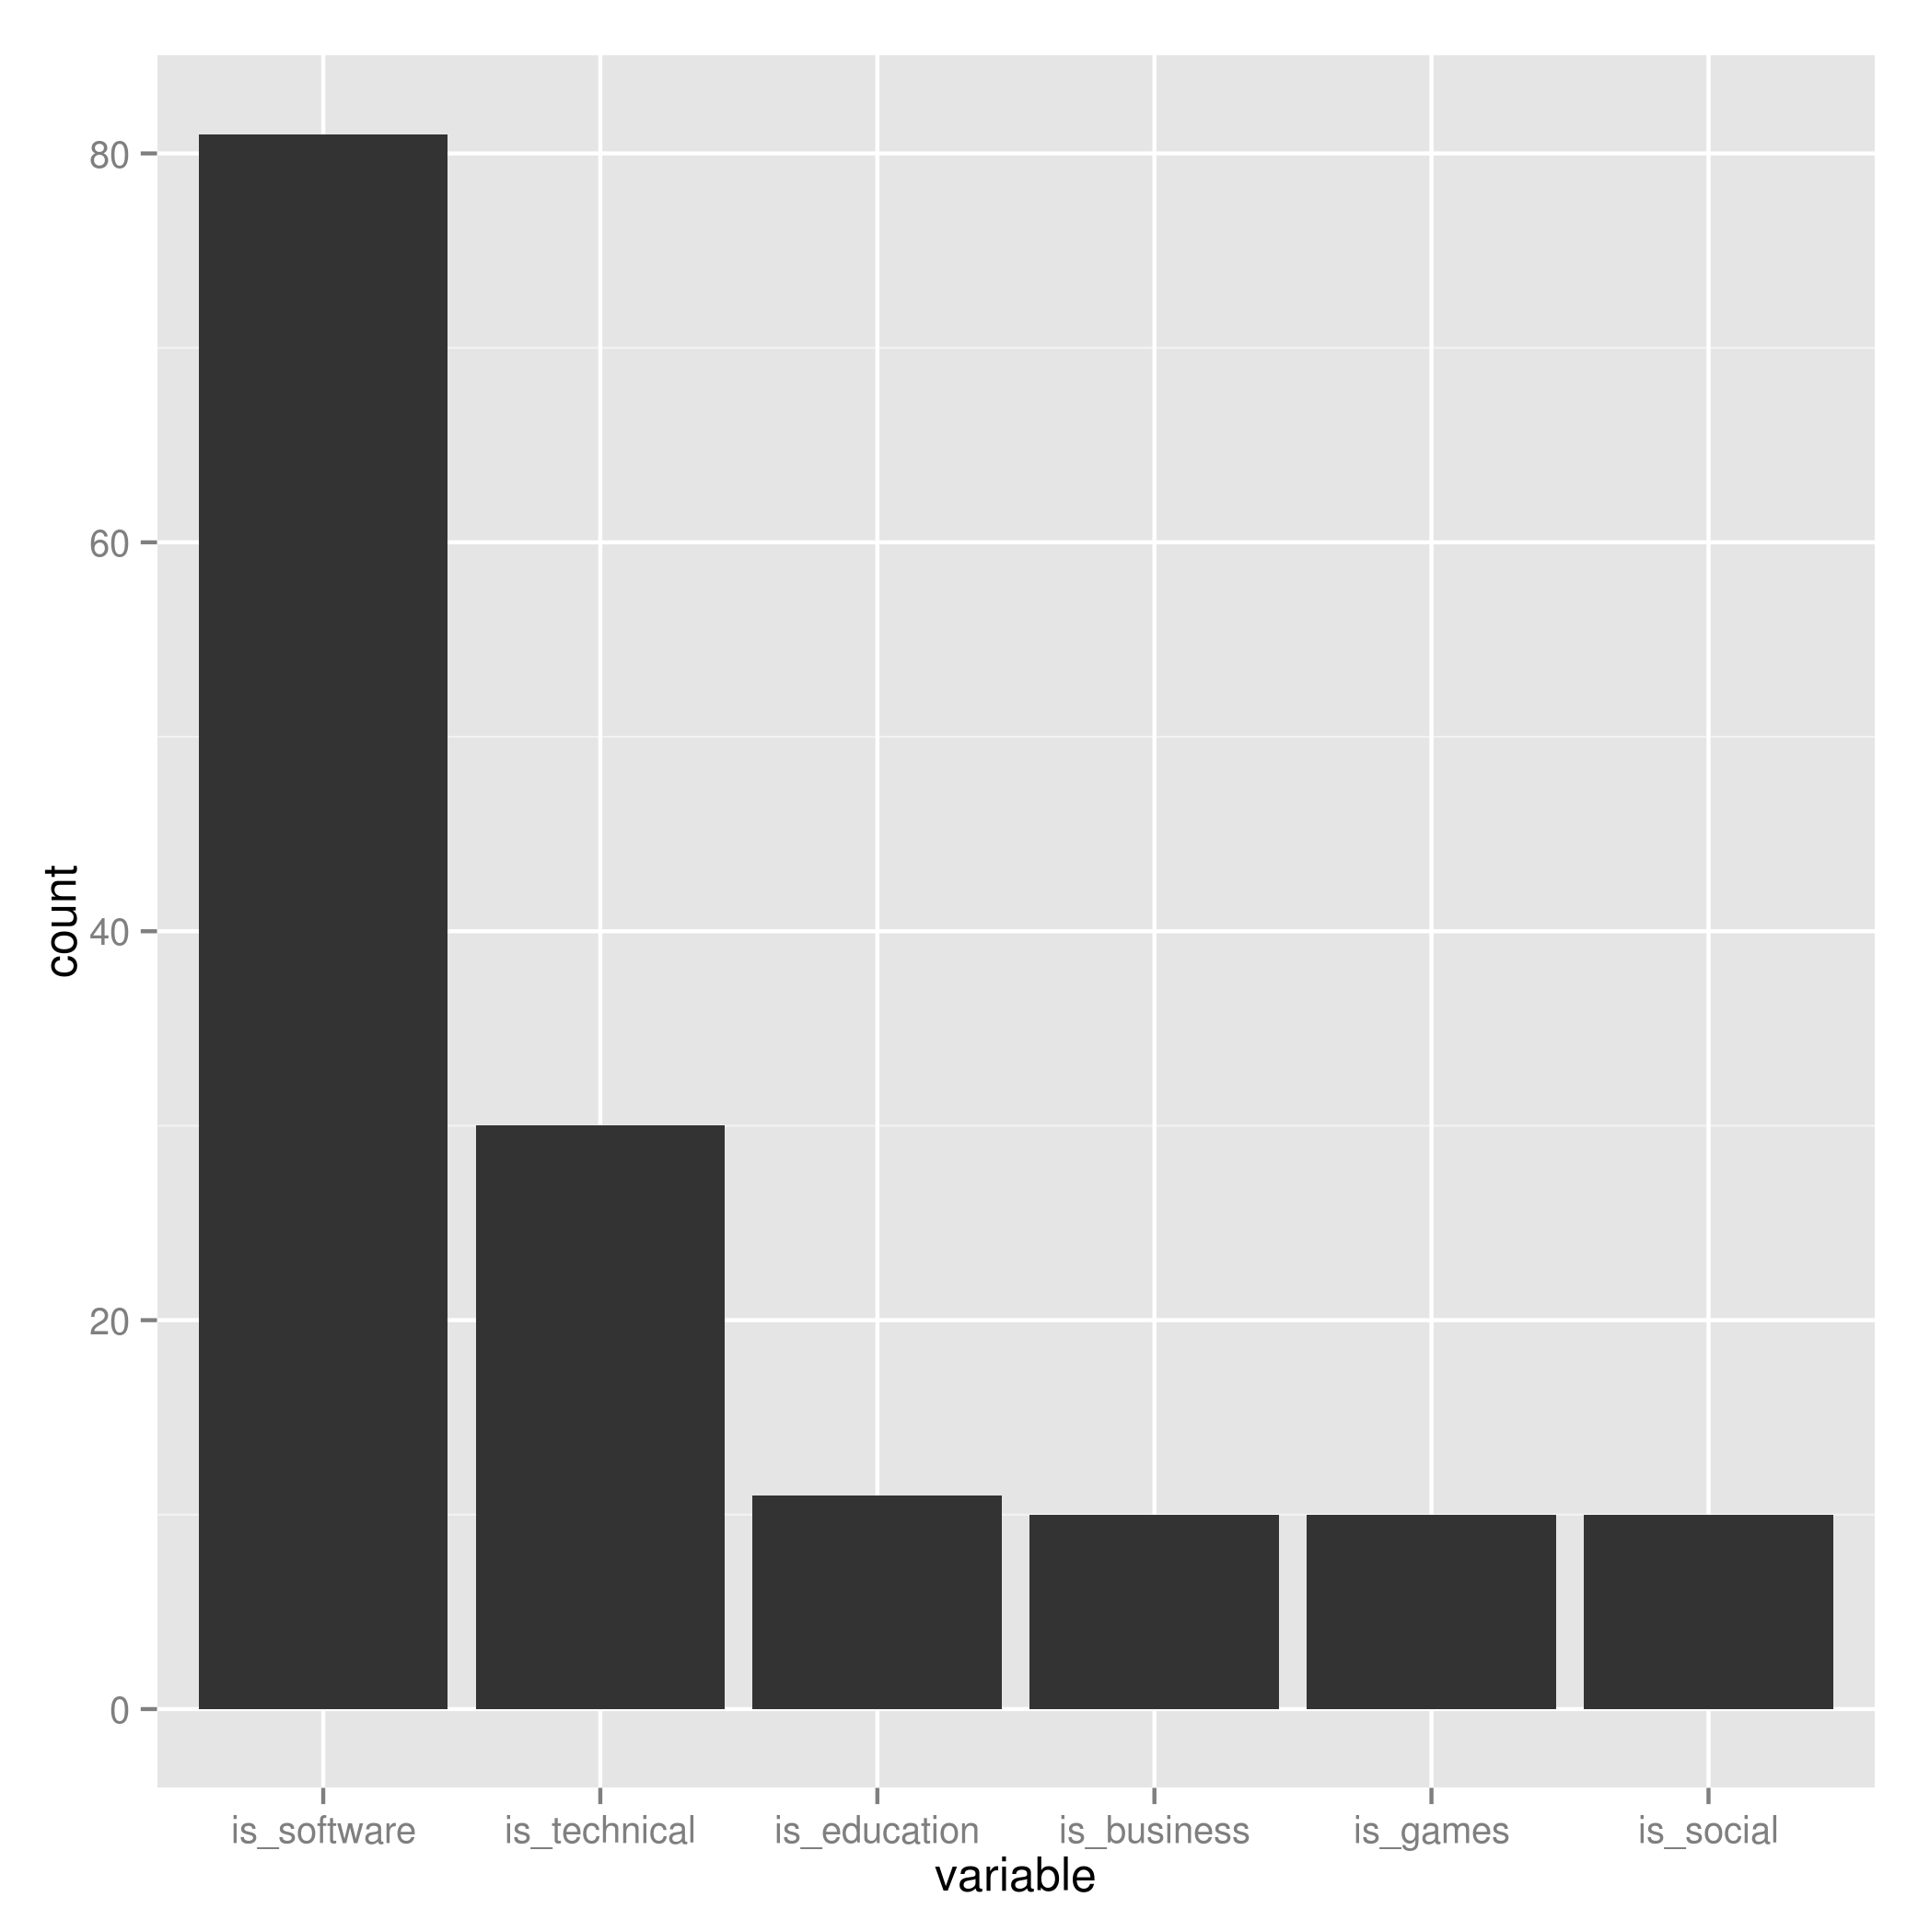 80
60
40
20
0
count
is_software is_technical is_education is_business is_games is_social
variable